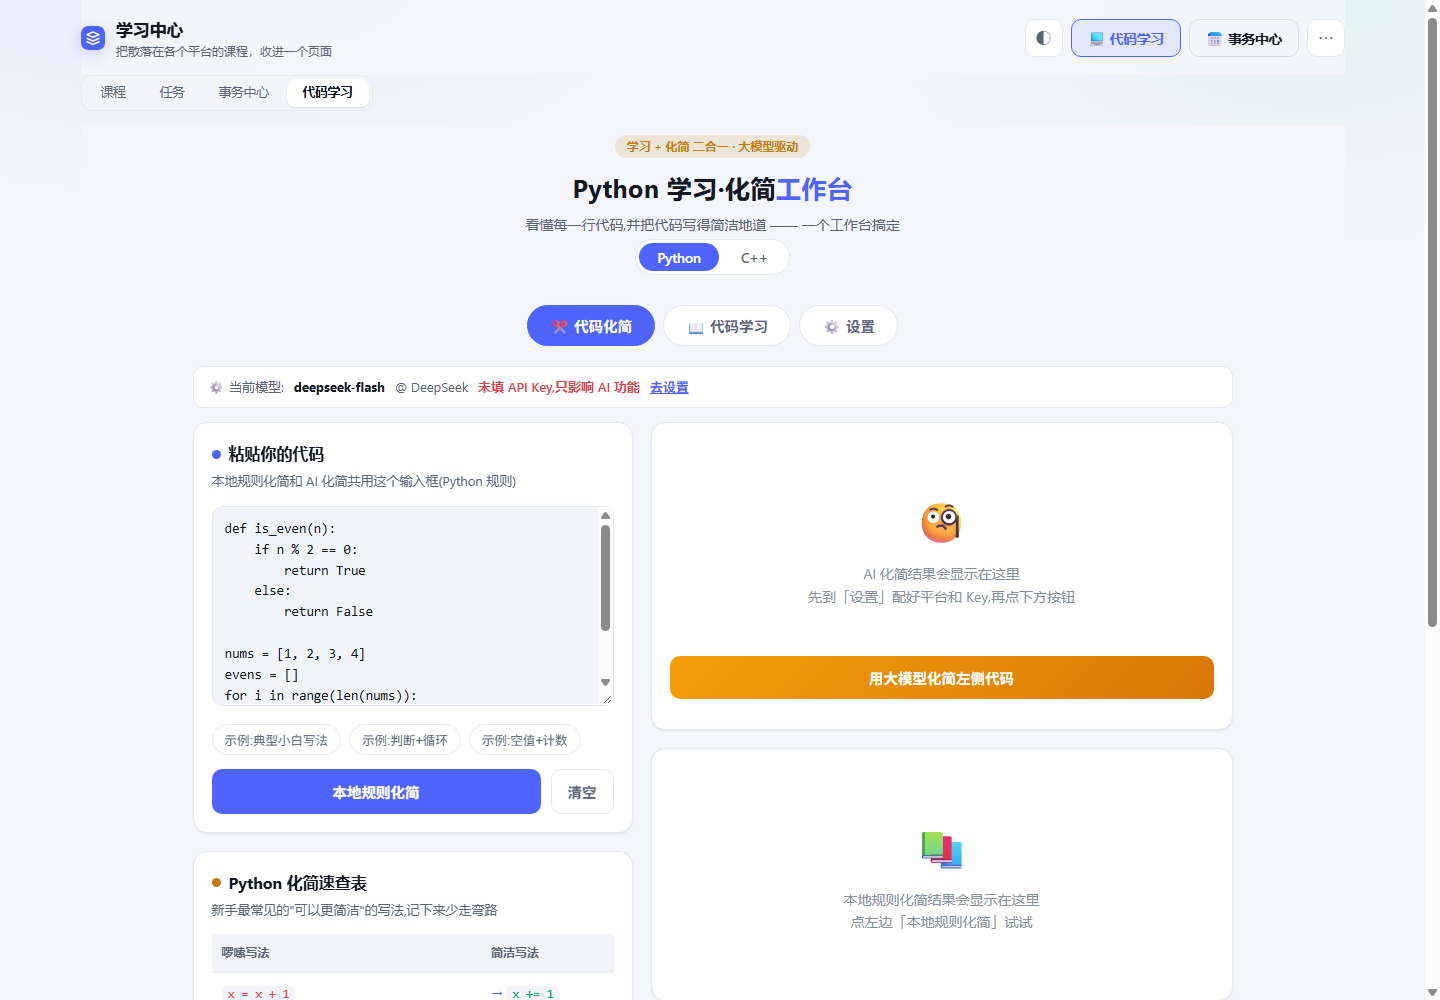 学习中心
把散落在各个平台的课程，收进一个页面
代码学习
事务中心
···
课程
任务
事务中心
代码学习
学习 + 化简 二合一 · 大模型驱动
Python 学习·化简工作台
看懂每一行代码,并把代码写得简洁地道 —— 一个工作台搞定
Python
C++
代码化简
代码学习
设置
当前模型: deepseek-flash @ DeepSeek 未填 API Key,只影响 AI 功能 去设置
粘贴你的代码
本地规则化简和 AI 化简共用这个输入框(Python 规则)
def is_even(n):
    if n % 2 == 0:
        return True
    else:
        return False
nums = [1, 2, 3, 4]
evens = []
for i in range(len(nums)):
示例:典型小白写法
示例:判断+循环
示例:空值+计数
本地规则化简
清空
AI 化简结果会显示在这里
先到「设置」配好平台和 Key,再点下方按钮
用大模型化简左侧代码
Python 化简速查表
新手最常见的"可以更简洁"的写法,记下来少走弯路
啰嗦写法
简洁写法
x = x + 1
→ x += 1
本地规则化简结果会显示在这里
点左边「本地规则化简」试试